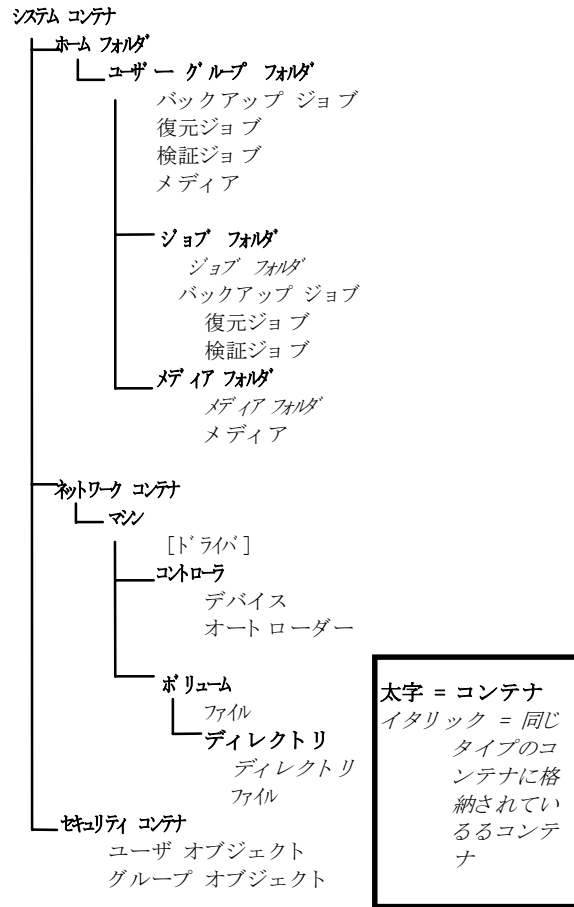 システム コンテナ
ホーム フォルダ
ユーザー グループ フォルダ
バックアップ ジョブ
復元ジョブ
検証ジョブ
メディア
ジョブ フォルダ
ジョブ フォルダ
バックアップ ジョブ
復元ジョブ
検証ジョブ
メディア フォルダ
メディア フォルダ
メディア
ネットワーク コンテナ
マシン
[ドライバ]
コントローラ
デバイス
オートローダー
ボリューム
ファイル
ディレクトリ
ディレクトリ
ファイル
セキュリティ コンテナ
ユーザ オブジェクト
グループ オブジェクト
太字 = コンテナ
イタリック = 同じ
タイプのコ
ンテナに格
納されてい
るるコンテ
ナ